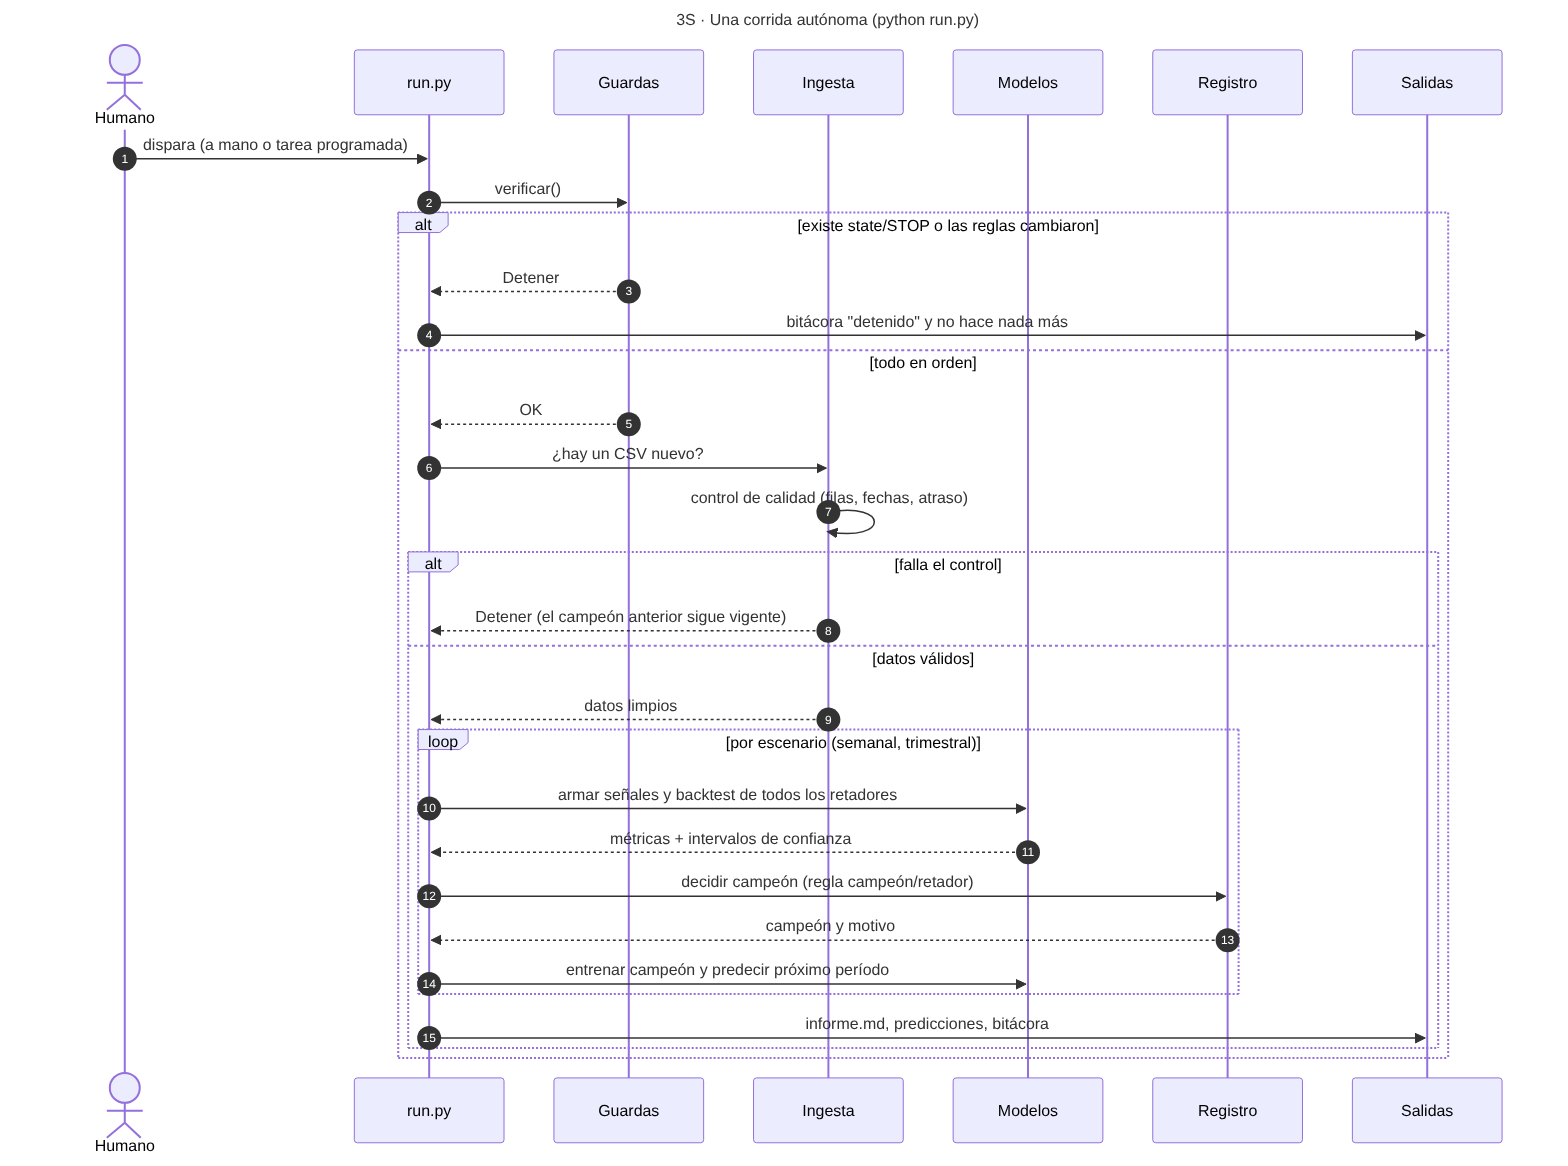 3S · Una corrida autónoma (python run.py)
Humano
run.py
Guardas
Ingesta
Modelos
Registro
Salidas
1
dispara (a mano o tarea programada)
2
verificar()
alt
[existe state/STOP o las reglas cambiaron]
Detener
3
4
bitácora "detenido" y no hace nada más
[todo en orden]
OK
5
6
¿hay un CSV nuevo?
control de calidad (filas, fechas, atraso)
7
alt
[falla el control]
Detener (el campeón anterior sigue vigente)
8
[datos válidos]
datos limpios
9
loop
[por escenario (semanal, trimestral)]
10
armar señales y backtest de todos los retadores
métricas + intervalos de confianza
11
12
decidir campeón (regla campeón/retador)
campeón y motivo
13
14
entrenar campeón y predecir próximo período
15
informe.md, predicciones, bitácora
Humano
run.py
Guardas
Ingesta
Modelos
Registro
Salidas